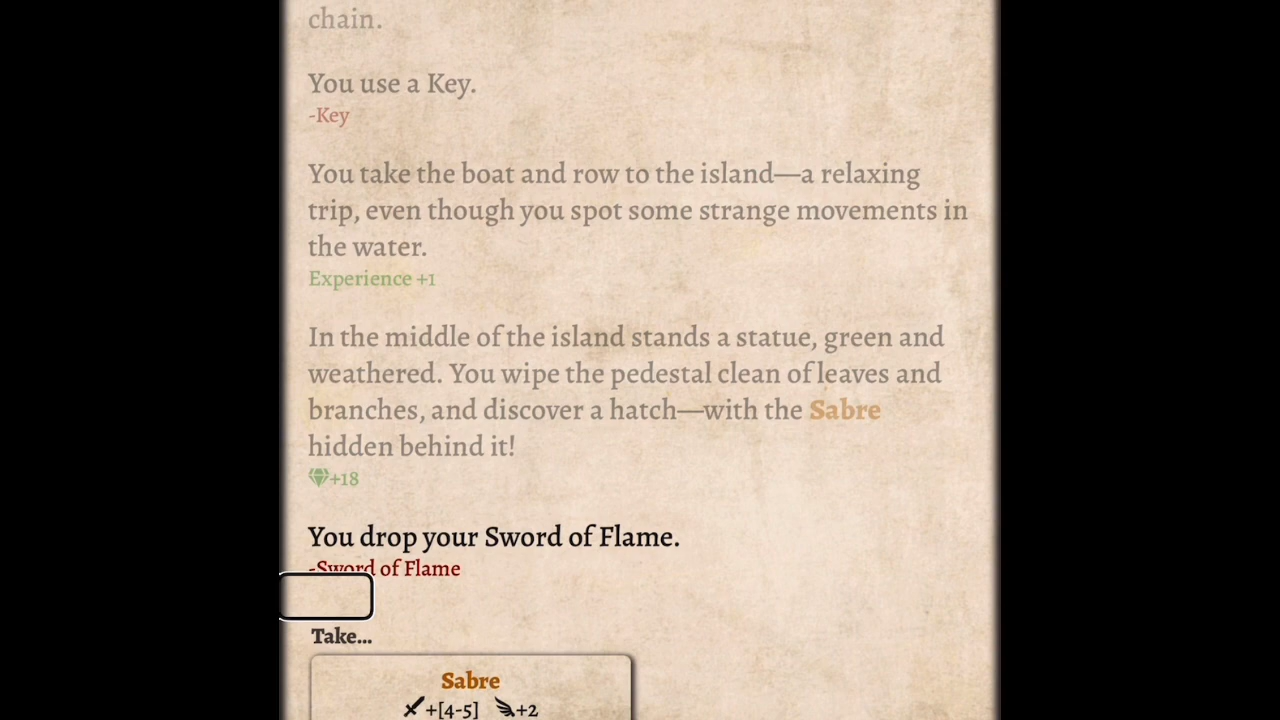 chain.
You use a Key.
-Key
You take the boat and row to the island—a relaxing
trip, even though you spot some strange movements in
the water.
Experience +1
In the middle of the island stands a statue, green and
weathered. You wipe the pedestal clean of leaves and
branches, and discover a hatch—with the Sabre
hidden behind it!
+18
You drop your Sword of Flame.
-Sword of Flame
Take...
Sabre
+[4-5] +2